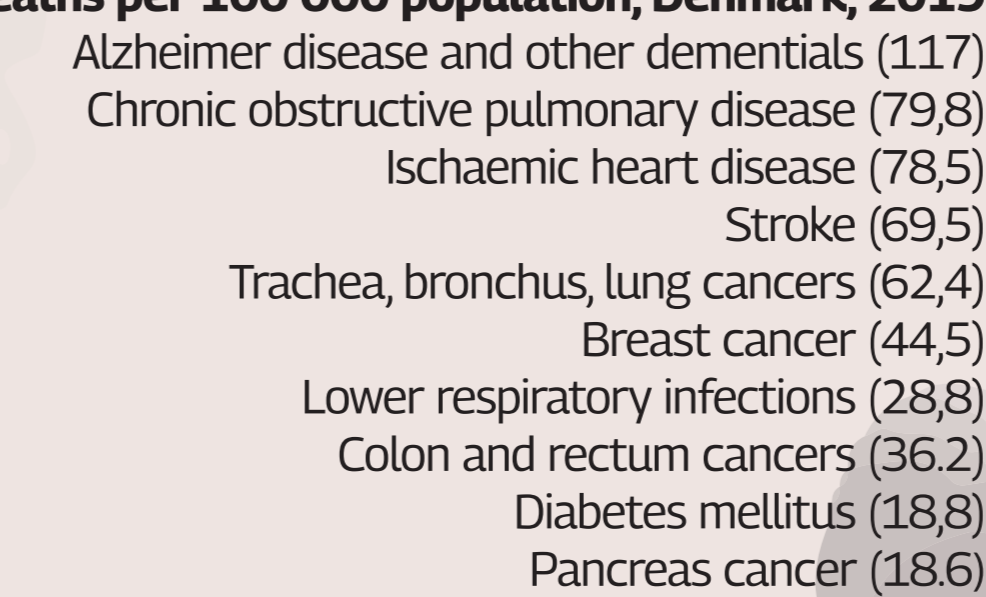 deaths per 100 000 population, Denmark, 2019
Alzheimer disease and other dementials (117)
Chronic obstructive pulmonary disease (79,8)
Ischaemic heart disease (78,5)
Stroke (69,5)
Trachea, bronchus, lung cancers (62,4)
Breast cancer (44,5)
Lower respiratory infections (28,8)
Colon and rectum cancers (36.2)
Diabetes mellitus (18,8)
Pancreas cancer (18.6)